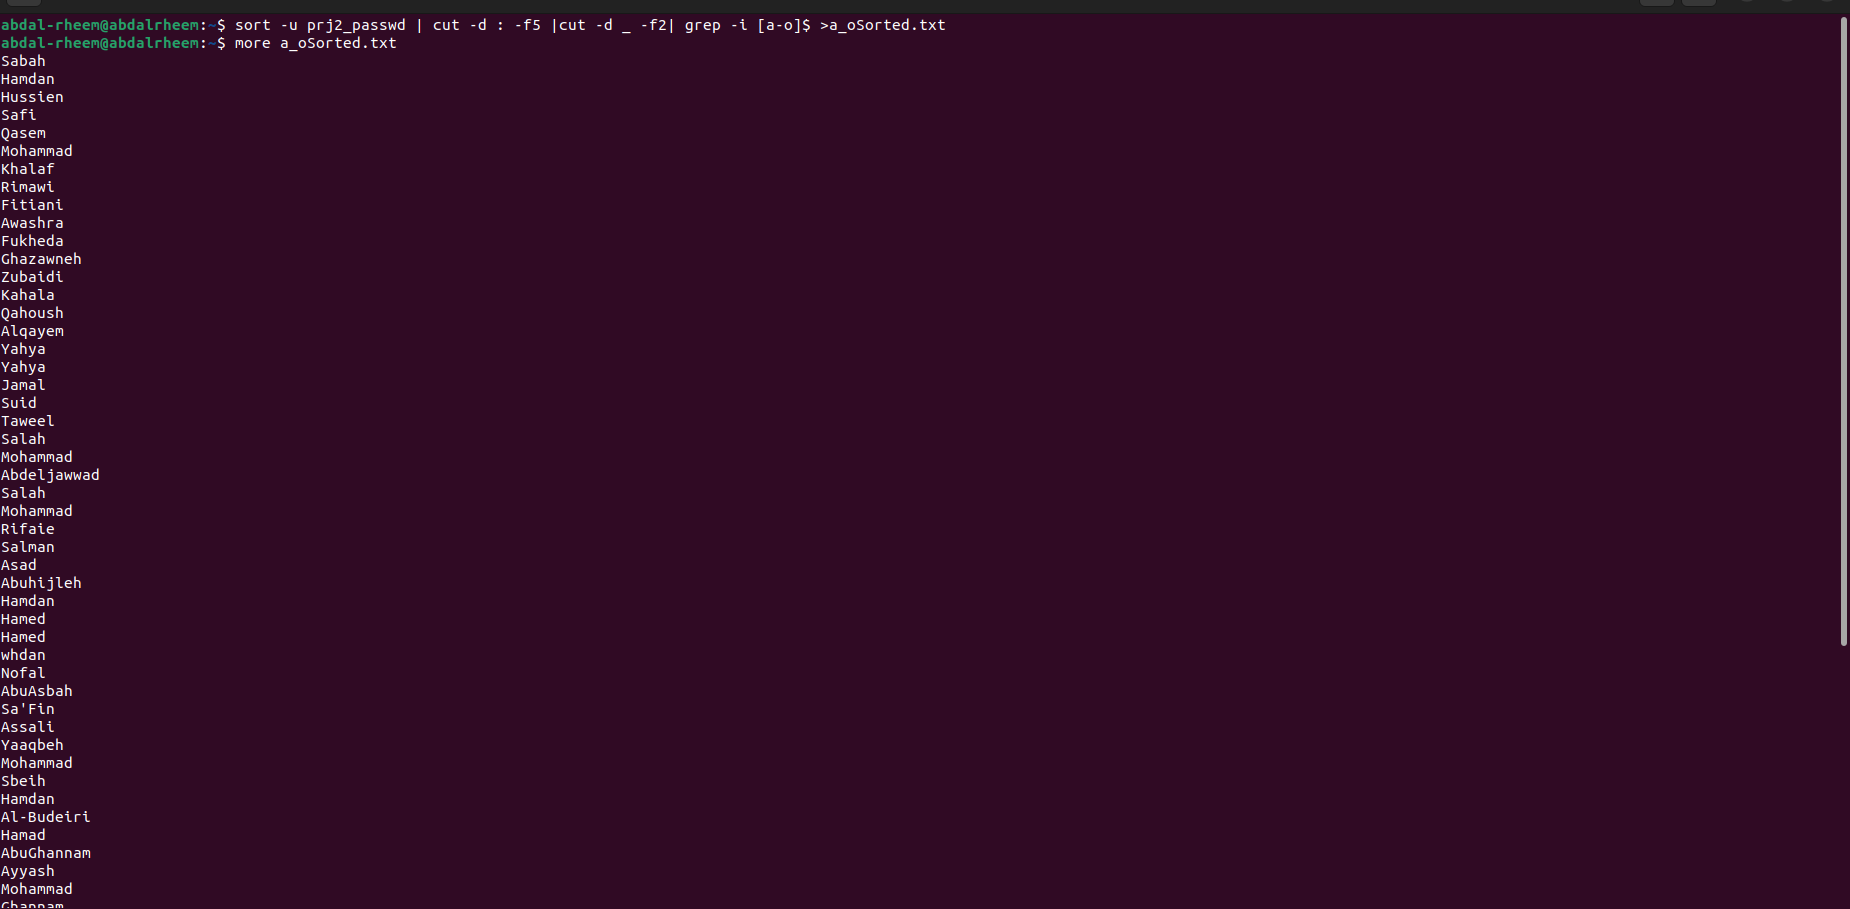 abdal-rheem@abdalrheem:~$ sort -u prj2_passwd | cut -d : -f5 |cut -d _ -f2| grep -i [a-o]$ >a_oSorted.txt
abdal-rheem@abdalrheem:~$ more a_oSorted.txt
Sabah
Hamdan
Hussien
Safi
Qasem
Mohammad
Khalaf
Rimawi
Fitiani
Awashra
Fukheda
Ghazawneh
Zubaidi
Kahala
Qahoush
Alqayem
Yahya
Yahya
Jamal
Suid
Taweel
Salah
Mohammad
Abdeljawwad
Salah
Mohammad
Rifaie
Salman
Asad
Abuhijleh
Hamdan
Hamed
Hamed
whdan
Nofal
AbuAsbah
Sa'Fin
Assali
Yaaqbeh
Mohammad
Sbeih
Hamdan
Al-Budeiri
Hamad
AbuGhannam
Ayyash
Mohammad
Ghannam